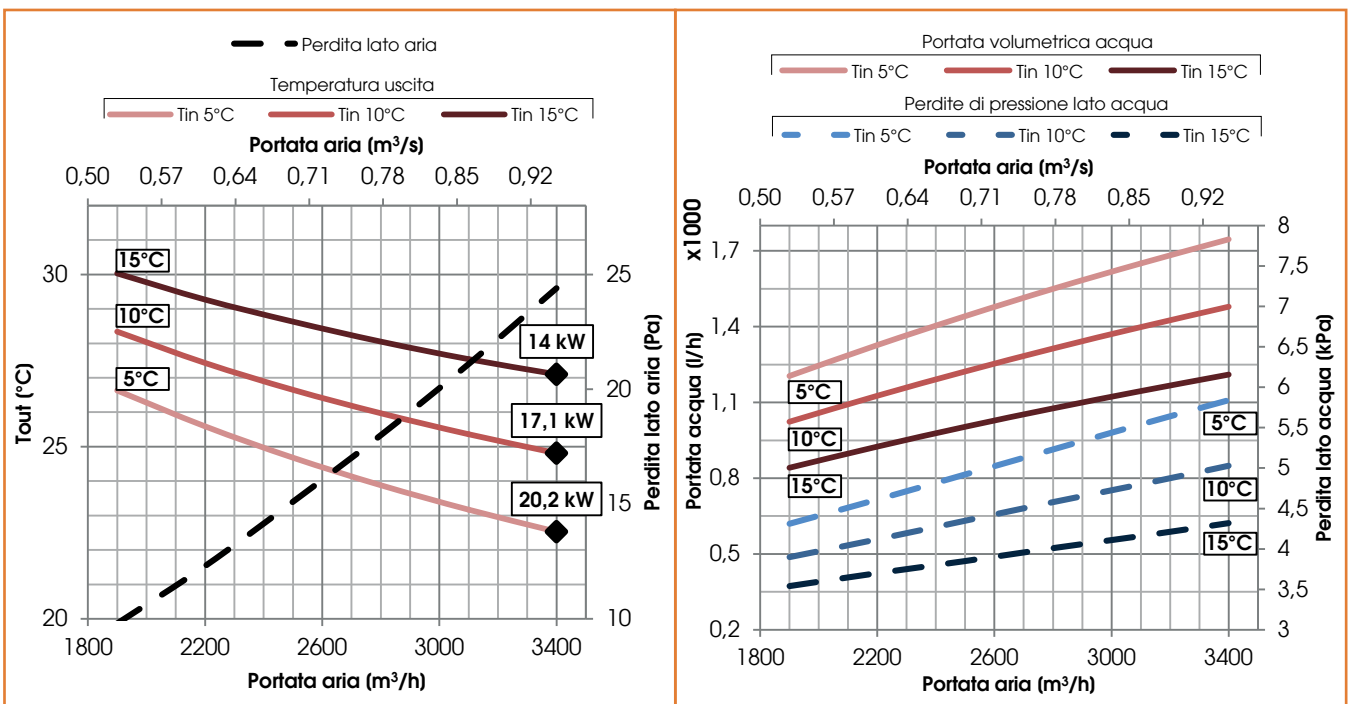 Perdita lato aria
Temperatura uscita
Tin 5°C Tin 10°C Tin 15°C
Portata aria (m³/s)
0,50 0,57 0,64 0,71 0,78 0,85 0,92
30
25
20
Tout (°C)
15°C
10°C
5°C
14 kW
17,1 kW
20,2 kW
25
20
15
10
Perdita lato aria (Pa)
1800 2200 2600 3000 3400
Portata aria (m³/h)
Portata volumetrica acqua
Tin 5°C Tin 10°C Tin 15°C
Perdite di pressione lato acqua
Tin 5°C Tin 10°C Tin 15°C
Portata aria (m³/s)
0,50 0,57 0,64 0,71 0,78 0,85 0,92
x1000
1,7
1,4
1,1
0,8
0,5
0,2
Portata acqua (l/h)
5°C
10°C
15°C
5°C
10°C
15°C
8
7,5
7
6,5
6
5,5
5
4,5
4
3,5
3
Perdita lato acqua (kPa)
1800 2200 2600 3000 3400
Portata aria (m³/h)